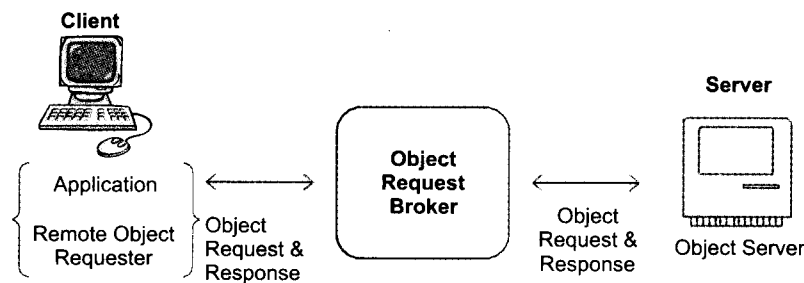 Client
Server
Application
Remote Object
Requester
Object
Request &
Response
Object
Request
Broker
Object
Request &
Response
Object Server